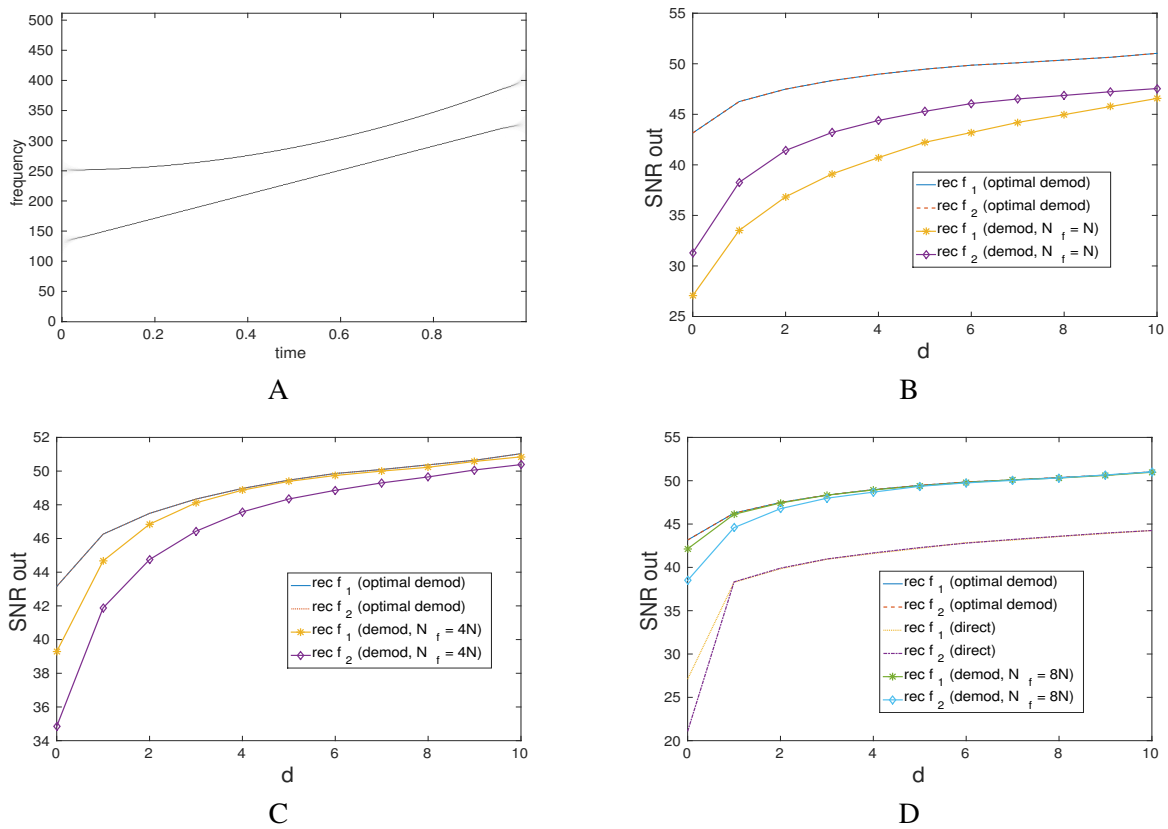 500
450
400
350
300
250
200
150
100
50
0
frequency
0 0.2 0.4 0.6 0.8
time
A
55
50
45
40
35
30
25
SNR out
rec f 1 (optimal demod)
rec f 2 (optimal demod)
rec f 1 (demod, N f = N)
rec f 2 (demod, N f = N)
0 2 4 6 8 10
d
B
52
50
48
46
44
42
40
38
36
34
SNR out
rec f 1 (optimal demod)
rec f 2 (optimal demod)
rec f 1 (demod, N f = 4N)
rec f 2 (demod, N f = 4N)
0 2 4 6 8 10
d
C
55
50
45
40
35
30
25
20
SNR out
rec f 1 (optimal demod)
rec f 2 (optimal demod)
rec f 1 (direct)
rec f 2 (direct)
rec f 1 (demod, N f = 8N)
rec f 2 (demod, N f = 8N)
0 2 4 6 8 10
d
D